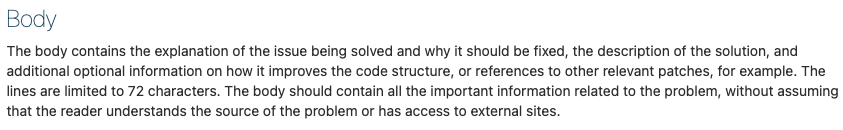 Body
The body contains the explanation of the issue being solved and why it should be fixed, the description of the solution, and
additional optional information on how it improves the code structure, or references to other relevant patches, for example. The
lines are limited to 72 characters. The body should contain all the important information related to the problem, without assuming
that the reader understands the source of the problem or has access to external sites.